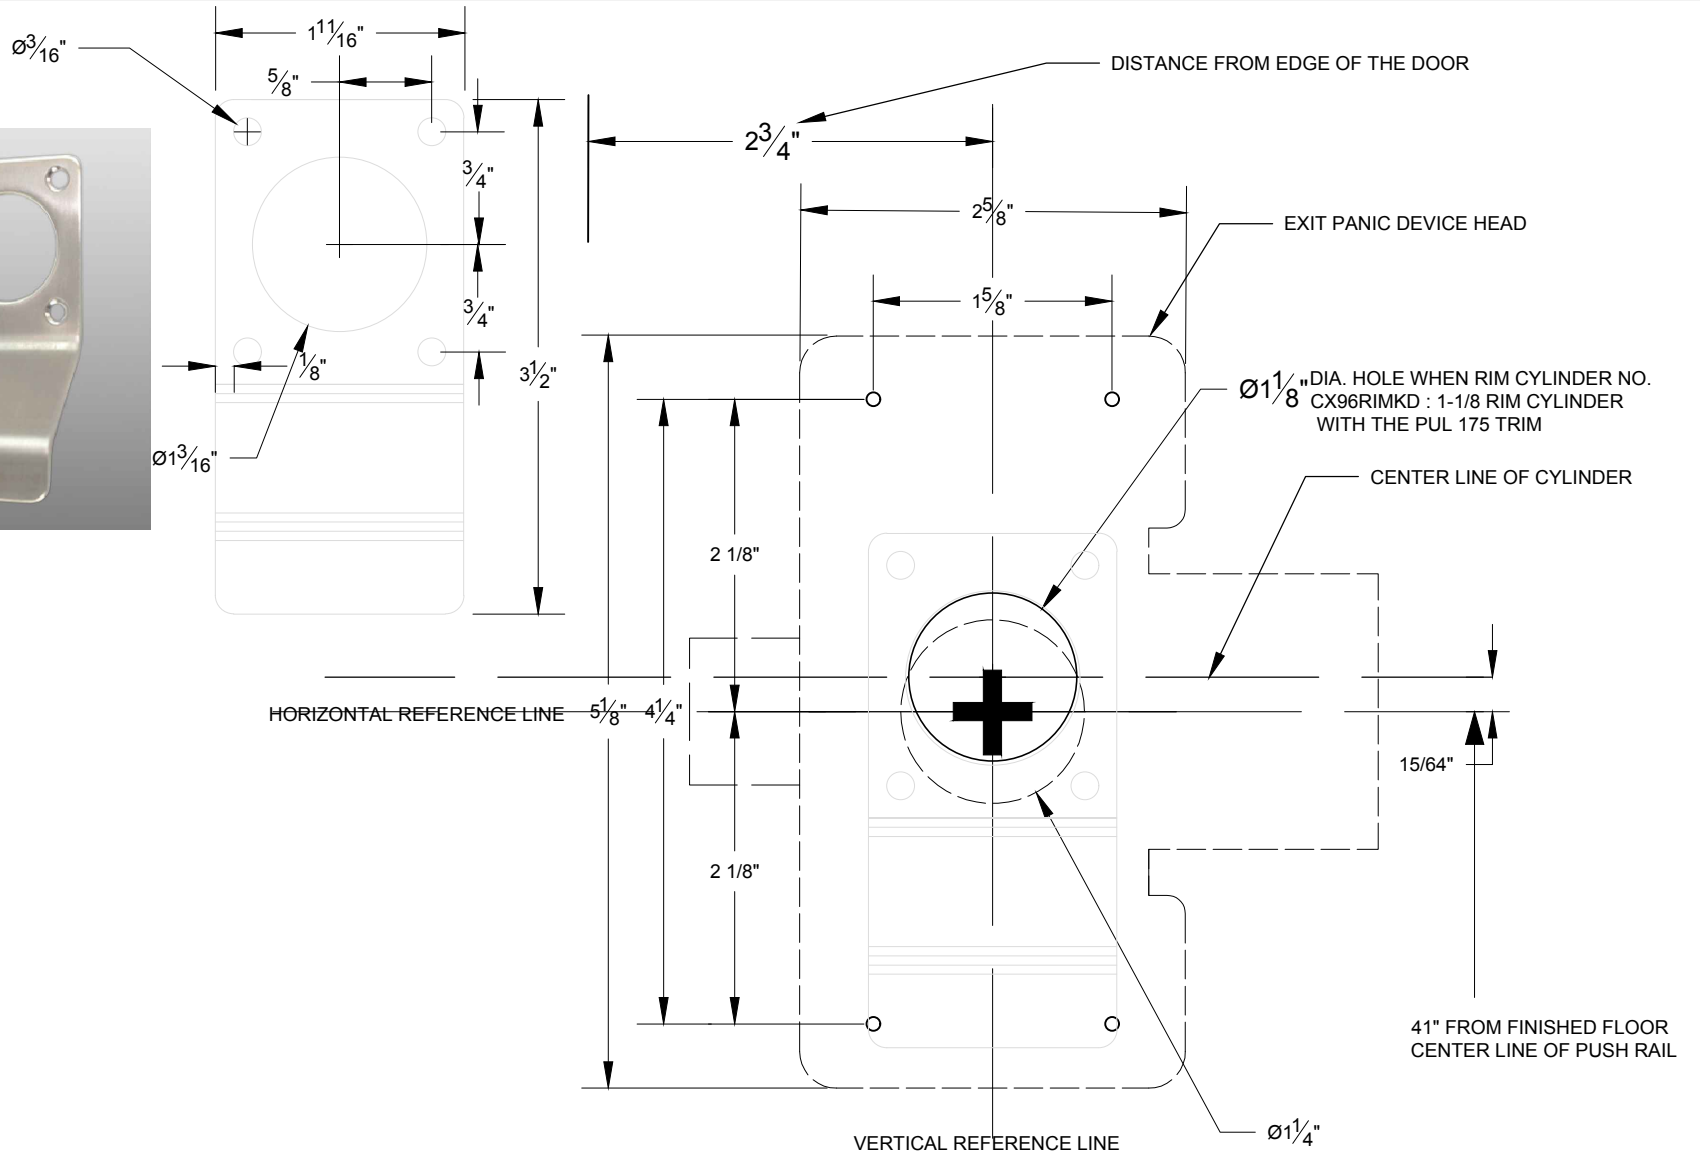 1 11/16"
Ø3/16"
5/8"
DISTANCE FROM EDGE OF THE DOOR
2 3/4"
3/4"
2 5/8"
EXIT PANIC DEVICE HEAD
1 5/8"
3/4"
1/8"
3 1/2"
Ø1 1/8" DIA. HOLE WHEN RIM CYLINDER NO.
CX96RIMKD : 1-1/8 RIM CYLINDER
WITH THE PUL 175 TRIM
Ø1 3/16"
CENTER LINE OF CYLINDER
2 1/8"
HORIZONTAL REFERENCE LINE
5 1/8"
4 1/4"
15/64"
2 1/8"
41" FROM FINISHED FLOOR
CENTER LINE OF PUSH RAIL
Ø1 1/4"
VERTICAL REFERENCE LINE